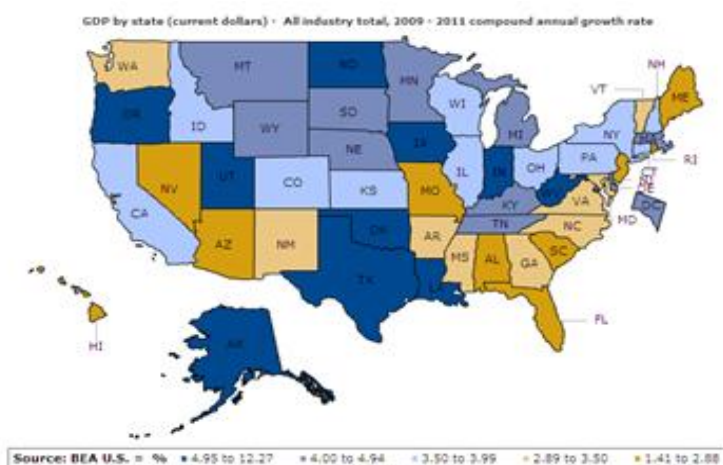 GDP by state (current dollars) - All industry total, 2009 - 2011 compound annual growth rate
WA
MT
ND
MN
VT
NH
ME
OR
ID
SD
WI
MI
NY
MA
RI
WY
NE
IA
IL
IN
OH
PA
CT
NJ
DE
NV
UT
CO
KS
MO
KY
WV
VA
MD
DC
CA
AZ
NM
OK
AR
TN
NC
SC
TX
LA
MS
AL
GA
FL
AK
HI
Source: BEA U.S. = % 4.95 to 12.27 4.00 to 4.94 3.50 to 3.99 2.89 to 3.50 1.41 to 2.88